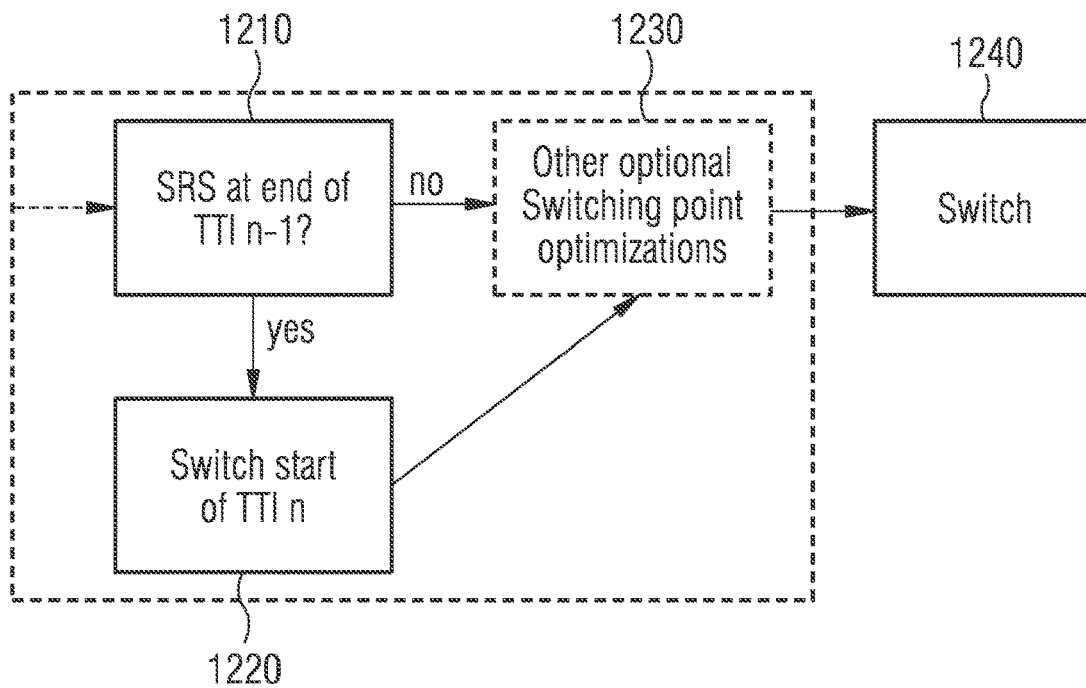 1210
1230
1240
SRS at end of
TTI n-1?
no
Other optional
Switching point
optimizations
Switch
yes
Switch start
of TTI n
1220